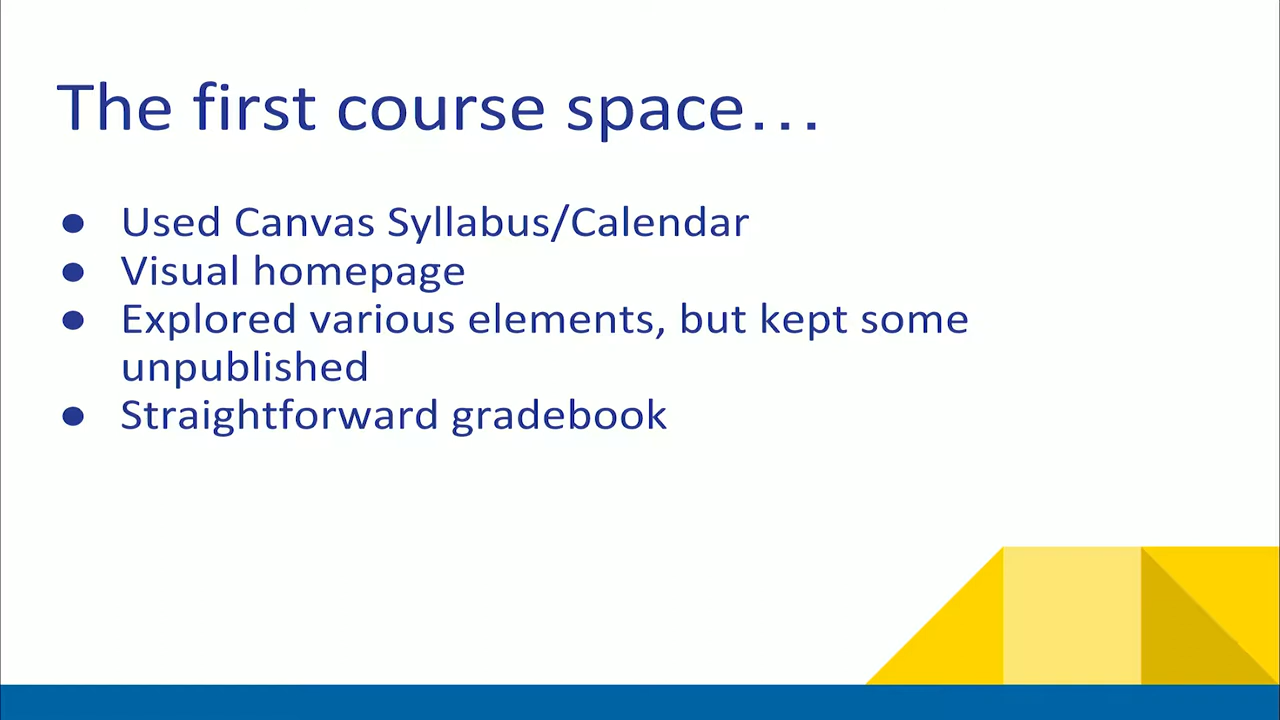 The first course space…
● Used Canvas Syllabus/Calendar
● Visual homepage
● Explored various elements, but kept some
unpublished
● Straightforward gradebook